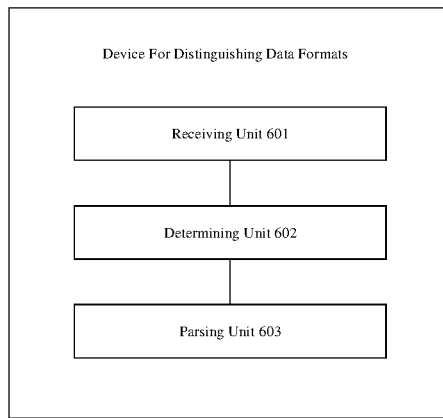 Device For Distinguishing Data Formats
Receiving Unit 601
Determining Unit 602
Parsing Unit 603